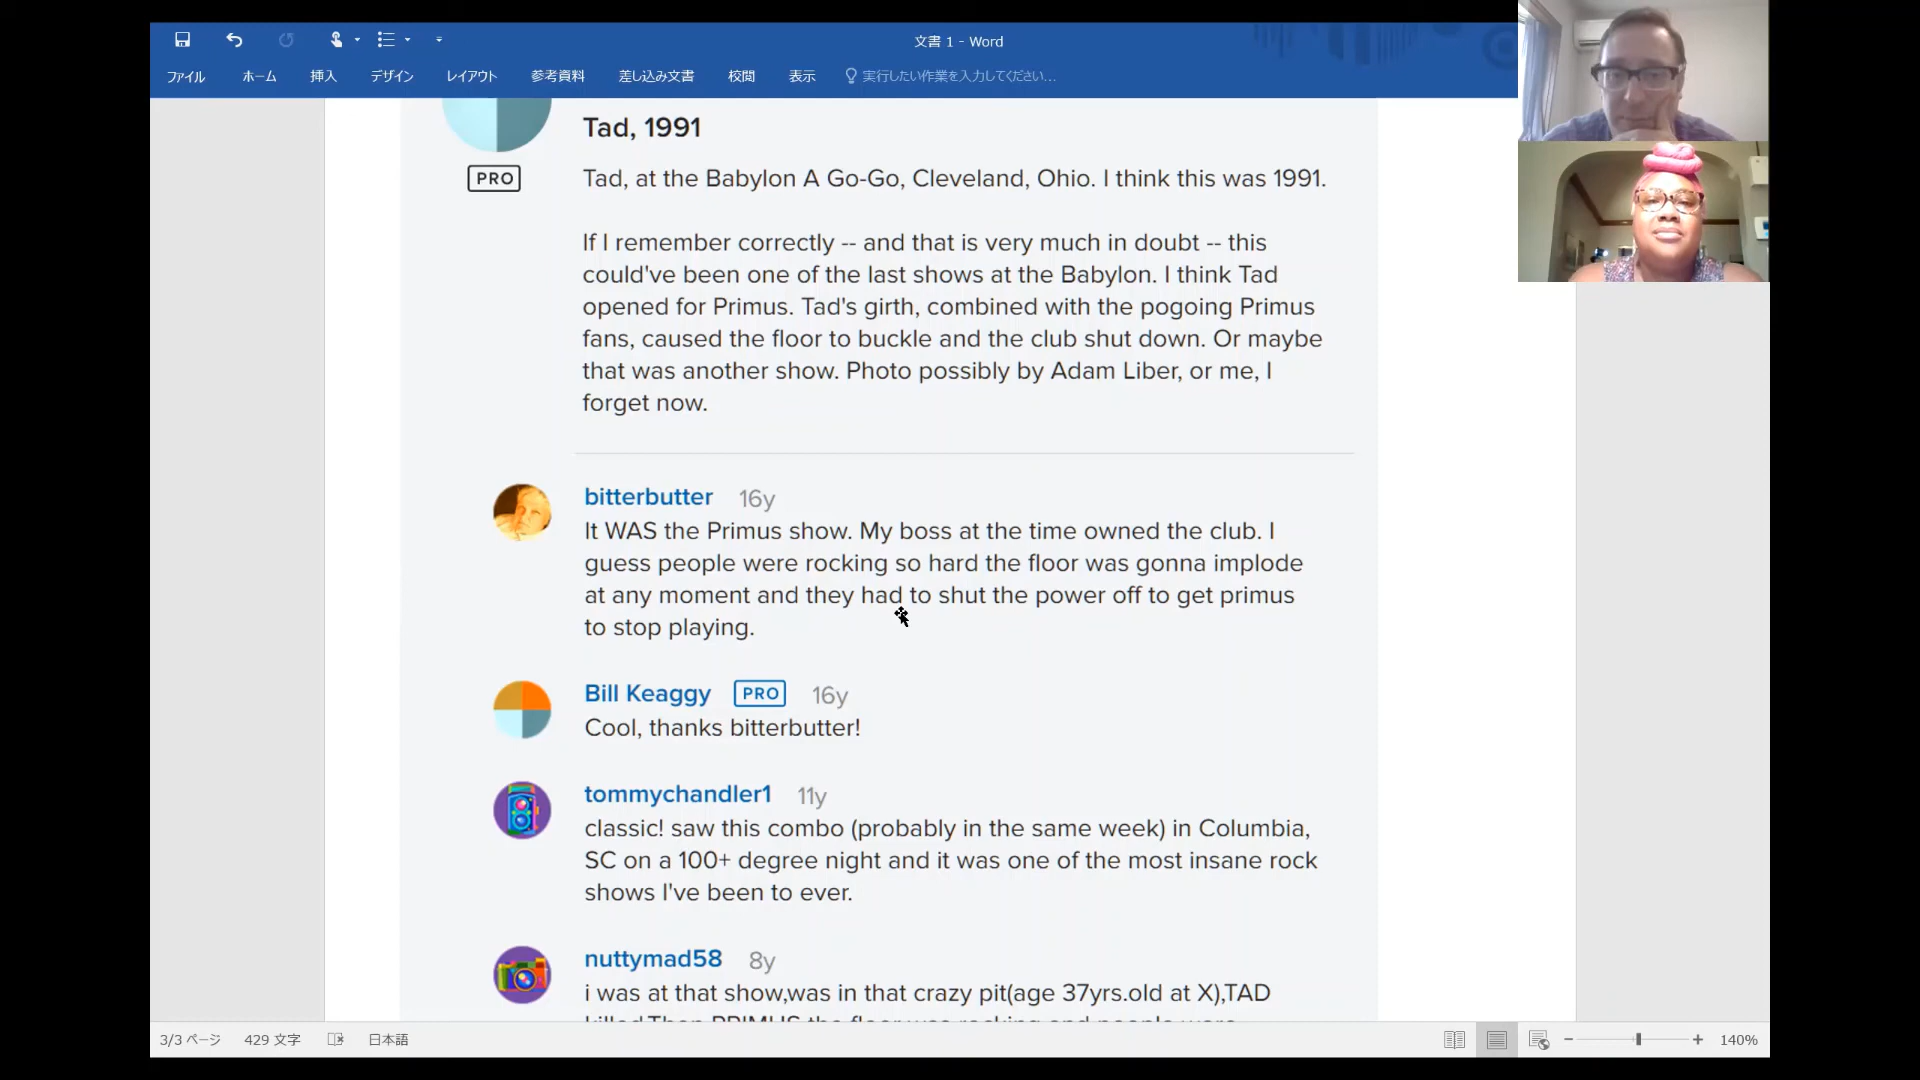 文書 1 - Word
ファイル ホーム 挿入 デザイン レイアウト 参考資料 差し込み文書 校閲 表示 実行したい作業を入力してください...
Tad, 1991
PRO
Tad, at the Babylon A Go-Go, Cleveland, Ohio. I think this was 1991.
If I remember correctly -- and that is very much in doubt -- this
could've been one of the last shows at the Babylon. I think Tad
opened for Primus. Tad's girth, combined with the pogoing Primus
fans, caused the floor to buckle and the club shut down. Or maybe
that was another show. Photo possibly by Adam Liber, or me, I
forget now.
bitterbutter 16y
It WAS the Primus show. My boss at the time owned the club. I
guess people were rocking so hard the floor was gonna implode
at any moment and they had to shut the power off to get primus
to stop playing.
Bill Keaggy PRO 16y
Cool, thanks bitterbutter!
tommychandler1 11y
classic! saw this combo (probably in the same week) in Columbia,
SC on a 100+ degree night and it was one of the most insane rock
shows I've been to ever.
nuttymad58 8y
i was at that show,was in that crazy pit(age 37yrs.old at X),TAD
killed.Then PRIMUS the floor was rocking and people were
3/3 ページ 429 文字 日本語 140%